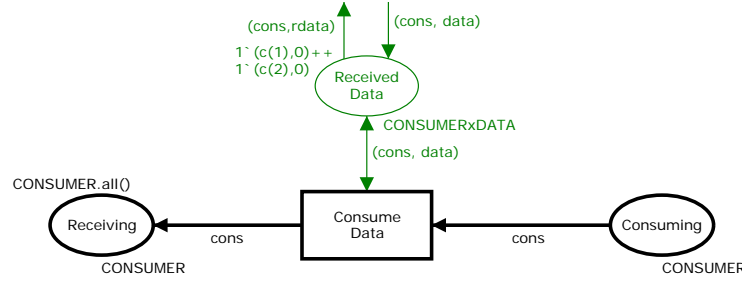 (cons,rdata)
(cons, data)
1`(c(1),0)++
1`(c(2),0)
Received
Data
CONSUMERxDATA
(cons, data)
CONSUMER.all()
Receiving
cons
Consume
Data
cons
Consuming
CONSUMER
CONSUMER